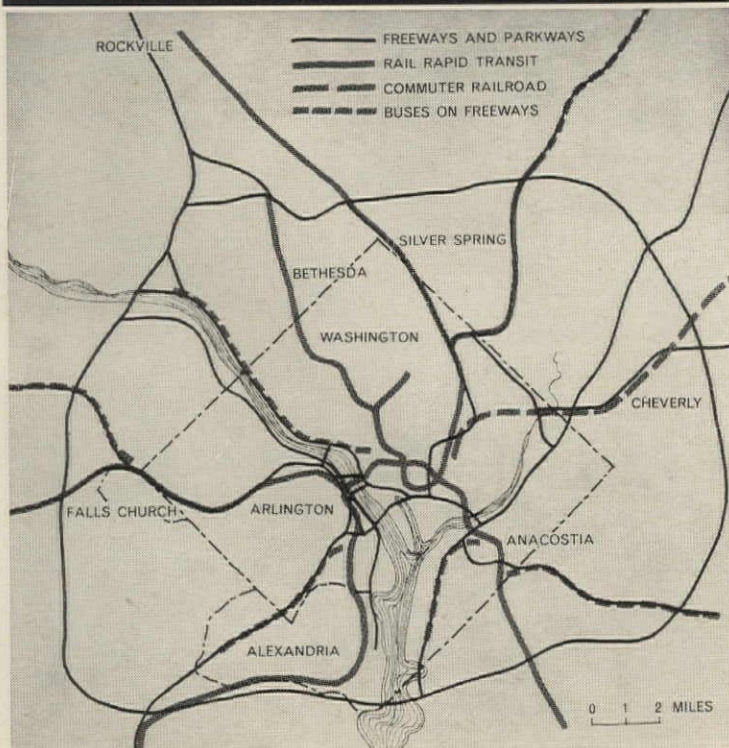 ROCKVILLE
FREEWAYS AND PARKWAYS
RAIL RAPID TRANSIT
COMMUTER RAILROAD
BUSES ON FREEWAYS
SILVER SPRING
BETHESDA
WASHINGTON
CHEVERLY
FALLS CHURCH
ARLINGTON
ANACOSTIA
ALEXANDRIA
0 1 2 MILES